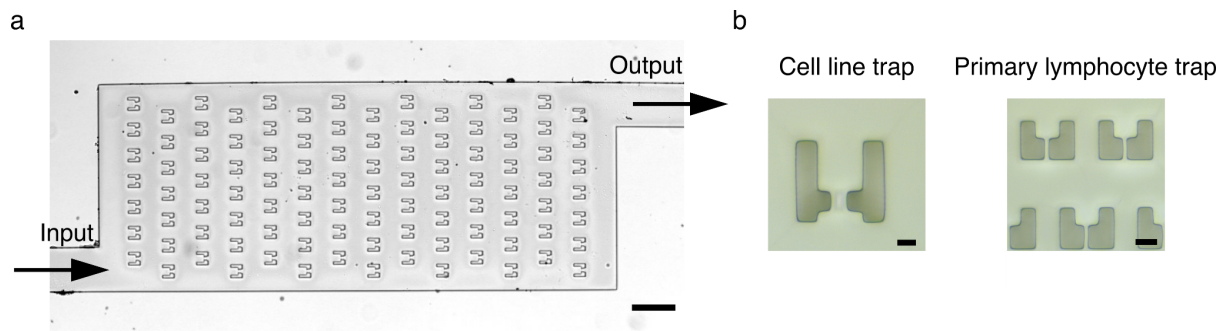 a
b
Output
Input
Cell line trap
Primary lymphocyte trap